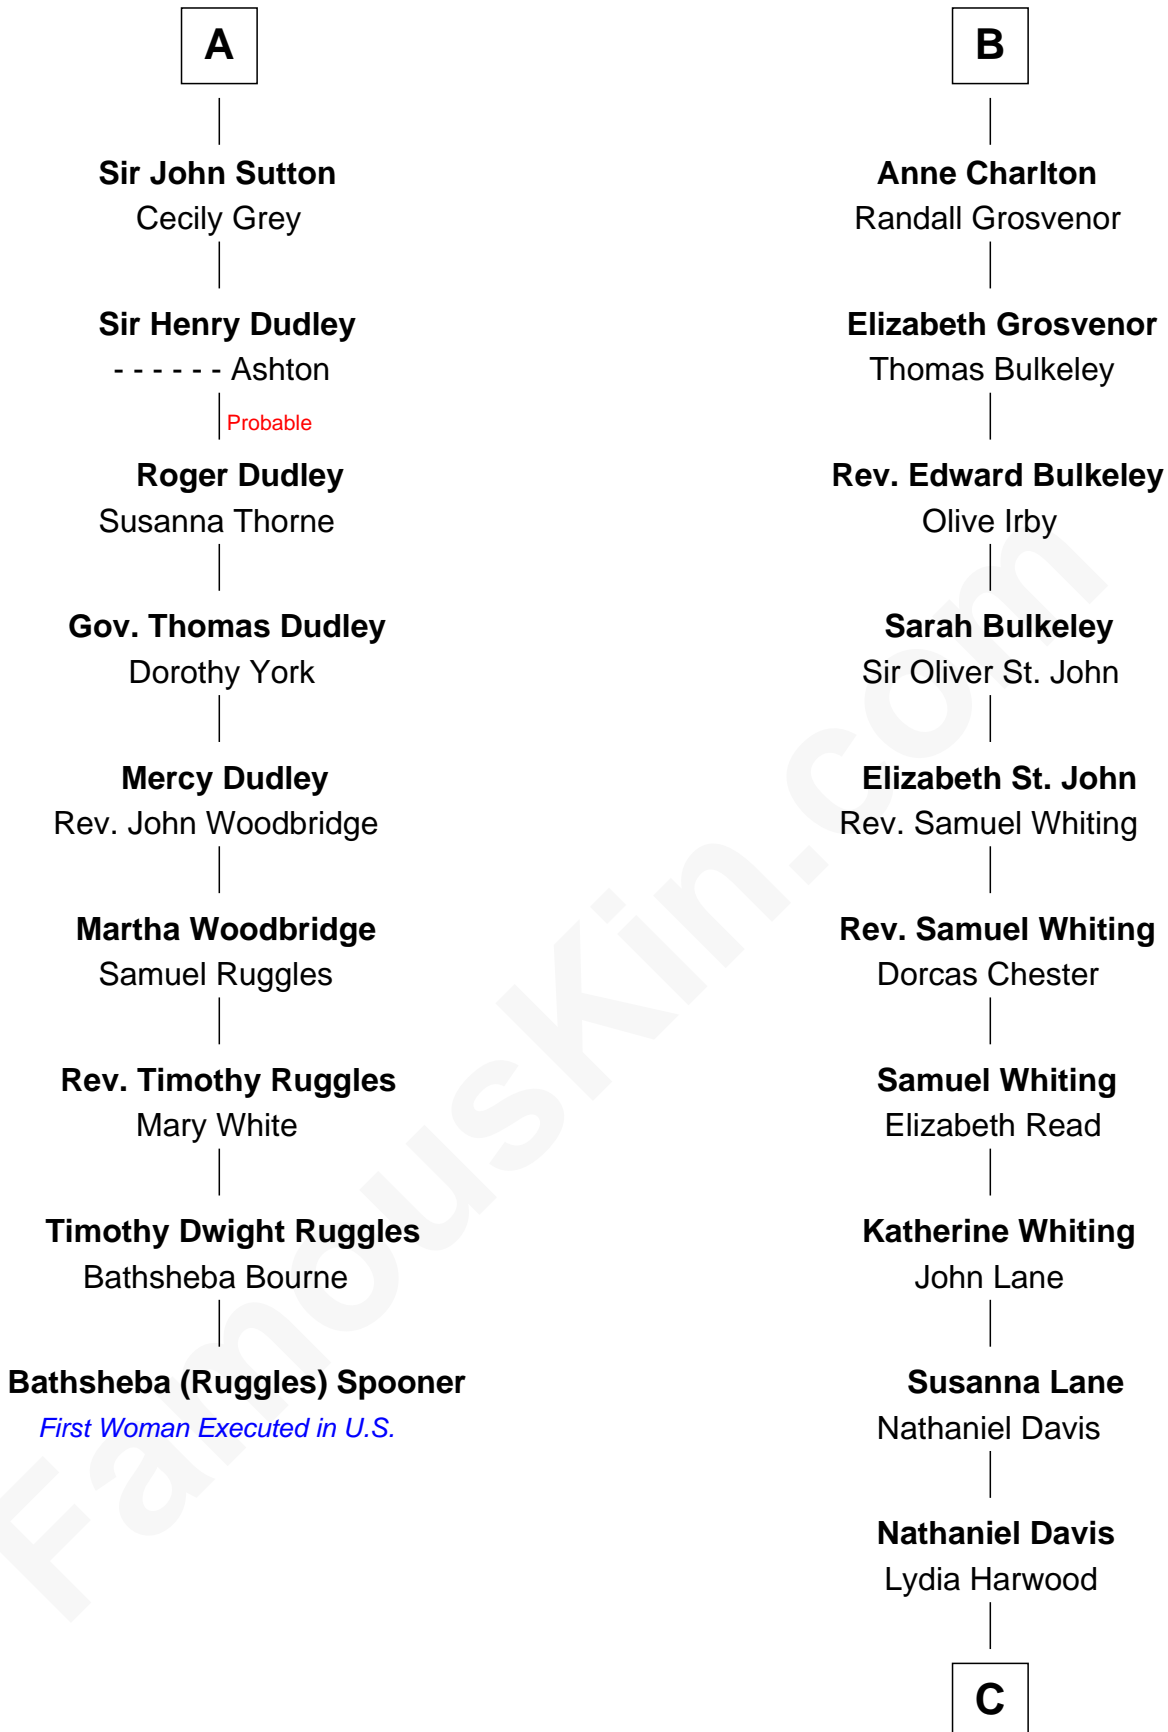 A
Sir John Sutton
Cecily Grey
Sir Henry Dudley
- - - - - - Ashton
Probable
Roger Dudley
Susanna Thorne
Gov. Thomas Dudley
Dorothy York
Mercy Dudley
Rev. John Woodbridge
Martha Woodbridge
Samuel Ruggles
Rev. Timothy Ruggles
Mary White
Timothy Dwight Ruggles
Bathsheba Bourne
Bathsheba (Ruggles) Spooner
First Woman Executed in U.S.
B
Anne Charlton
Randall Grosvenor
Elizabeth Grosvenor
Thomas Bulkeley
Rev. Edward Bulkeley
Olive Irby
Sarah Bulkeley
Sir Oliver St. John
Elizabeth St. John
Rev. Samuel Whiting
Rev. Samuel Whiting
Dorcas Chester
Samuel Whiting
Elizabeth Read
Katherine Whiting
John Lane
Susanna Lane
Nathaniel Davis
Nathaniel Davis
Lydia Harwood
C
FamousKin.com